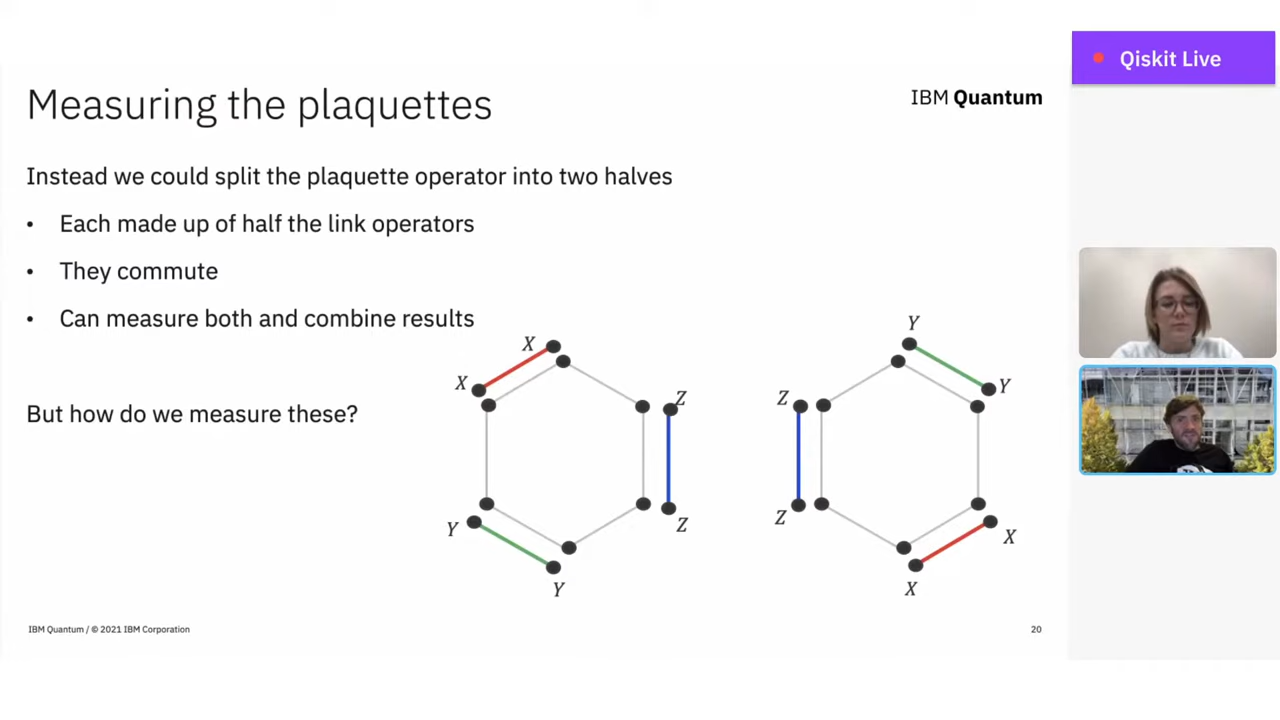 Qiskit Live
Measuring the plaquettes
IBM Quantum
Instead we could split the plaquette operator into two halves
• Each made up of half the link operators
• They commute
• Can measure both and combine results
But how do we measure these?
X
X
Z
Z
Y
Y
Y
Y
Z
Z
X
X
IBM Quantum / © 2021 IBM Corporation
20